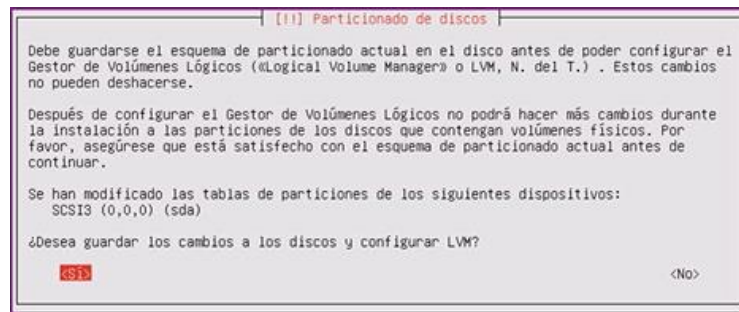 [!!] Particionado de discos
Debe guardarse el esquema de particionado actual en el disco antes de poder configurar el
Gestor de Volúmenes Lógicos («Logical Volume Manager» o LVM, N. del T.) . Estos cambios
no pueden deshacerse.
Después de configurar el Gestor de Volúmenes Lógicos no podrá hacer más cambios durante
la instalación a las particiones de los discos que contengan volúmenes físicos. Por
favor, asegúrese que está satisfecho con el esquema de particionado actual antes de
continuar.
Se han modificado las tablas de particiones de los siguientes dispositivos:
SCSI3 (0,0,0) (sda)
¿Desea guardar los cambios a los discos y configurar LVM?
<Sí> <No>